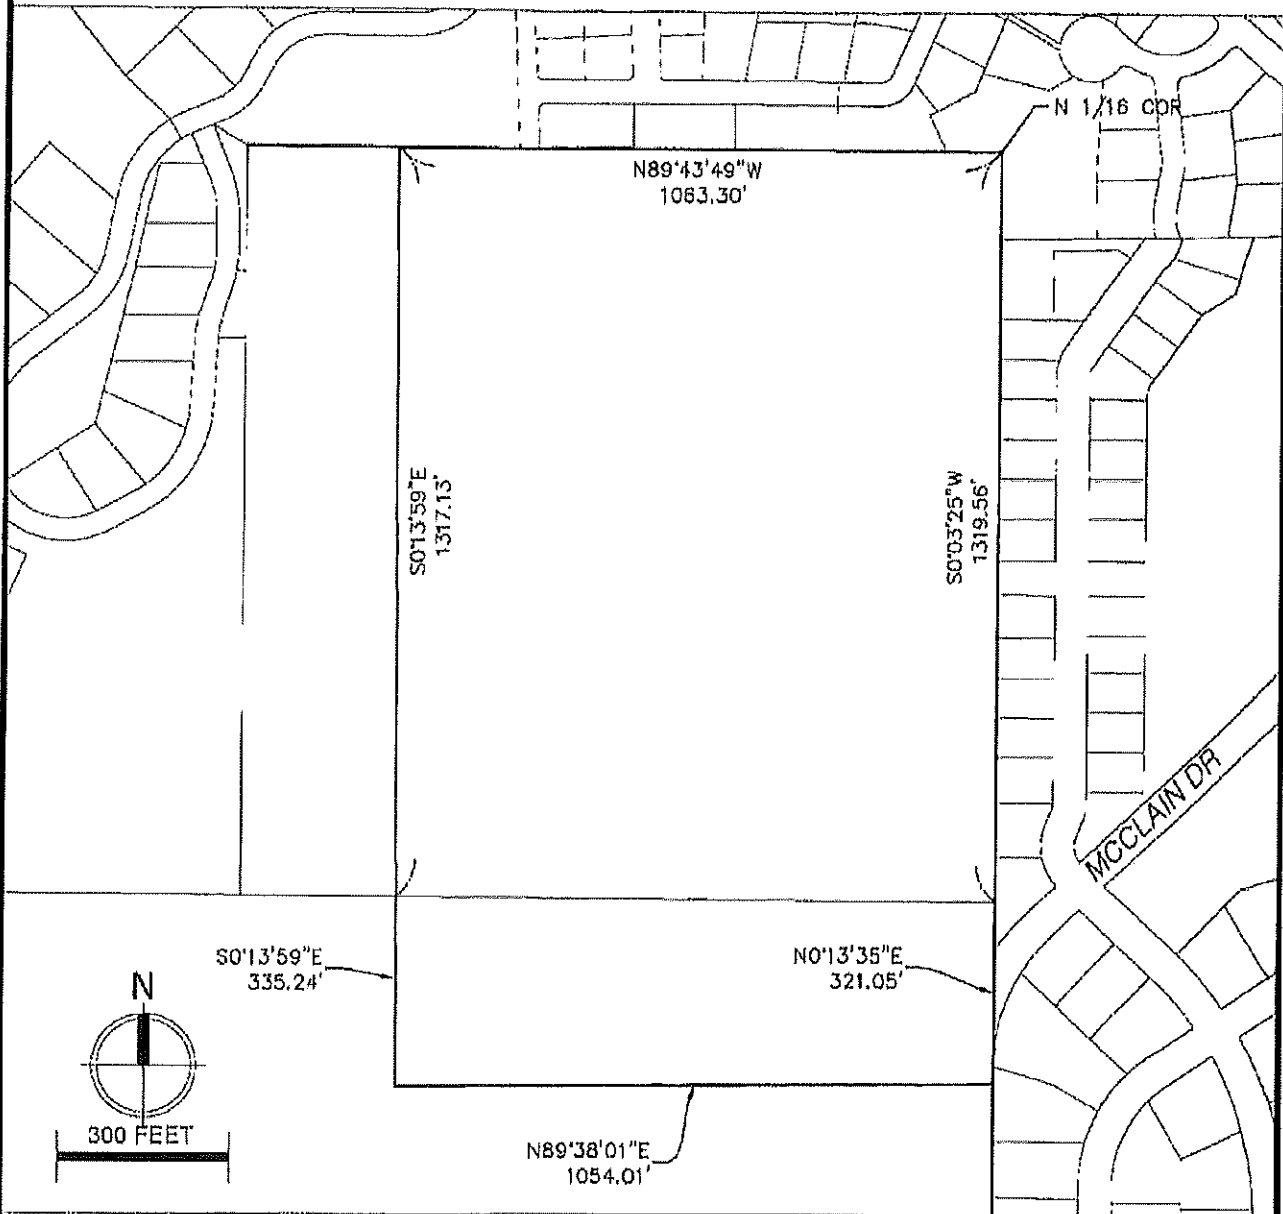 N 1/16 COR
N89°43'49"W
1063.30'
S0°13'59"E
1317.13'
S0°03'25"W
1319.56'
MCCLAIN DR
S0°13'59"E
335.24'
N0°13'35"E
321.05'
N
300 FEET
N89°38'01"E
1054.01'